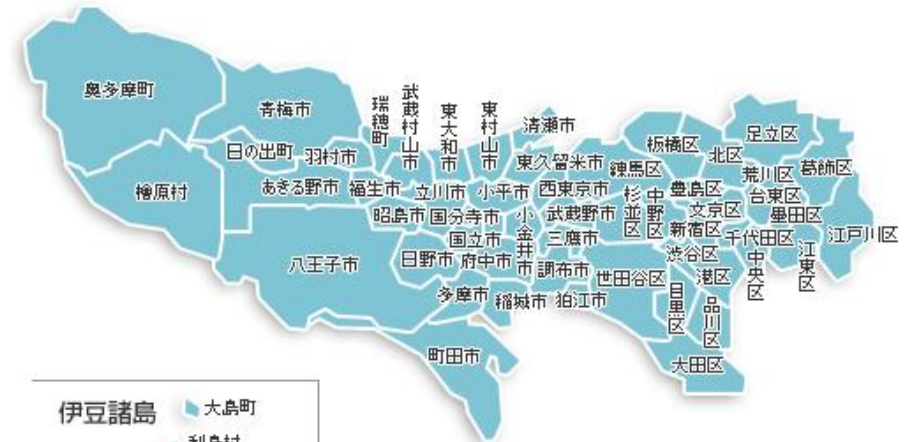 奥多摩町
青梅市
瑞穂町
武蔵村山市
東大和市
東村山市
清瀬市
日の出町
羽村市
東久留米市
練馬区
板橋区
北区
足立区
檜原村
あきる野市
福生市
立川市
小平市
西東京市
杉並区
中野区
豊島区
荒川区
葛飾区
昭島市
国分寺市
小金井市
武蔵野市
文京区
台東区
墨田区
国立市
三鷹市
新宿区
千代田区
江戸川区
八王子市
日野市
府中市
調布市
世田谷区
渋谷区
港区
中央区
江東区
多摩市
稲城市
狛江市
目黒区
品川区
町田市
大田区
伊豆諸島
大島町
利島村